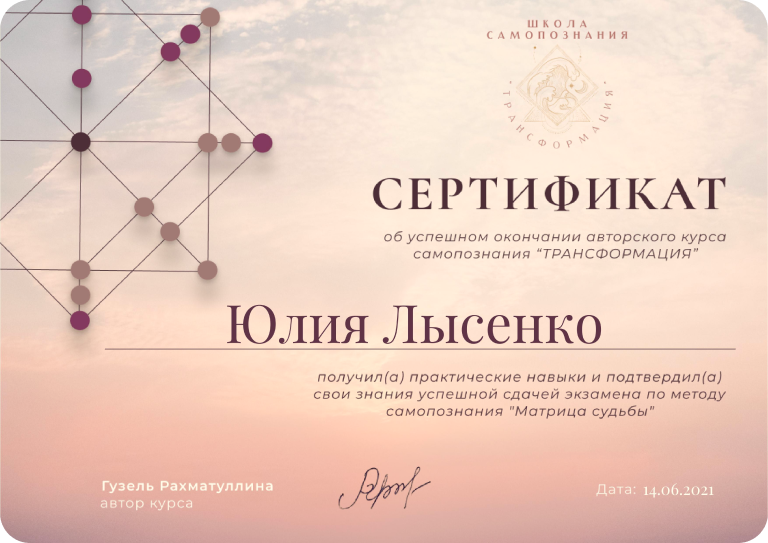 ШКОЛА
САМОПОЗНАНИЯ
ТРАНСФОРМАЦИЯ
СЕРТИФИКАТ
об успешном окончании авторского курса
самопознания “ТРАНСФОРМАЦИЯ”
Юлия Лысенко
получил(а) практические навыки и подтвердил(а)
свои знания успешной сдачей экзамена по методу
самопознания "Матрица судьбы"
Гузель Рахматуллина
автор курса
Дата: 14.06.2021